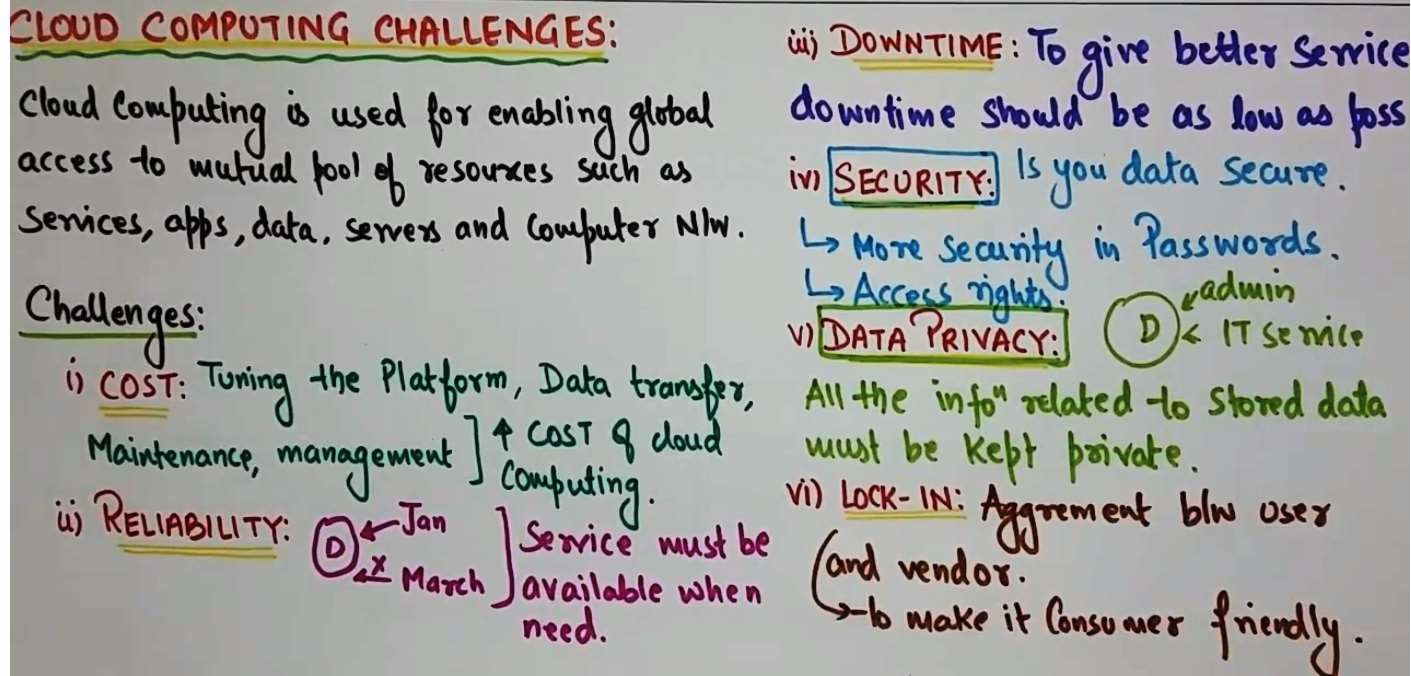 CLOUD COMPUTING CHALLENGES:
Cloud Computing is used for enabling global
access to mutual pool of resources such as
Services, apps, data, servers and Computer N/w.
Challenges:
i) COST: Tuning the Platform, Data transfer,
Maintenance, management ] ↑ COST of cloud
Computing.
ii) RELIABILITY: D ← Jan
x March
Service must be
available when
need.
iii) DOWNTIME: To give better Service
downtime should be as low as poss
iv) SECURITY: Is you data secure.
↳ More security in Passwords.
↳ Access rights.
v) DATA PRIVACY: D admin
IT service
All the infoⁿ related to stored data
must be kept private.
vi) LOCK-IN: Aggrement b/w user
and vendor.
→ to make it Consumer friendly.